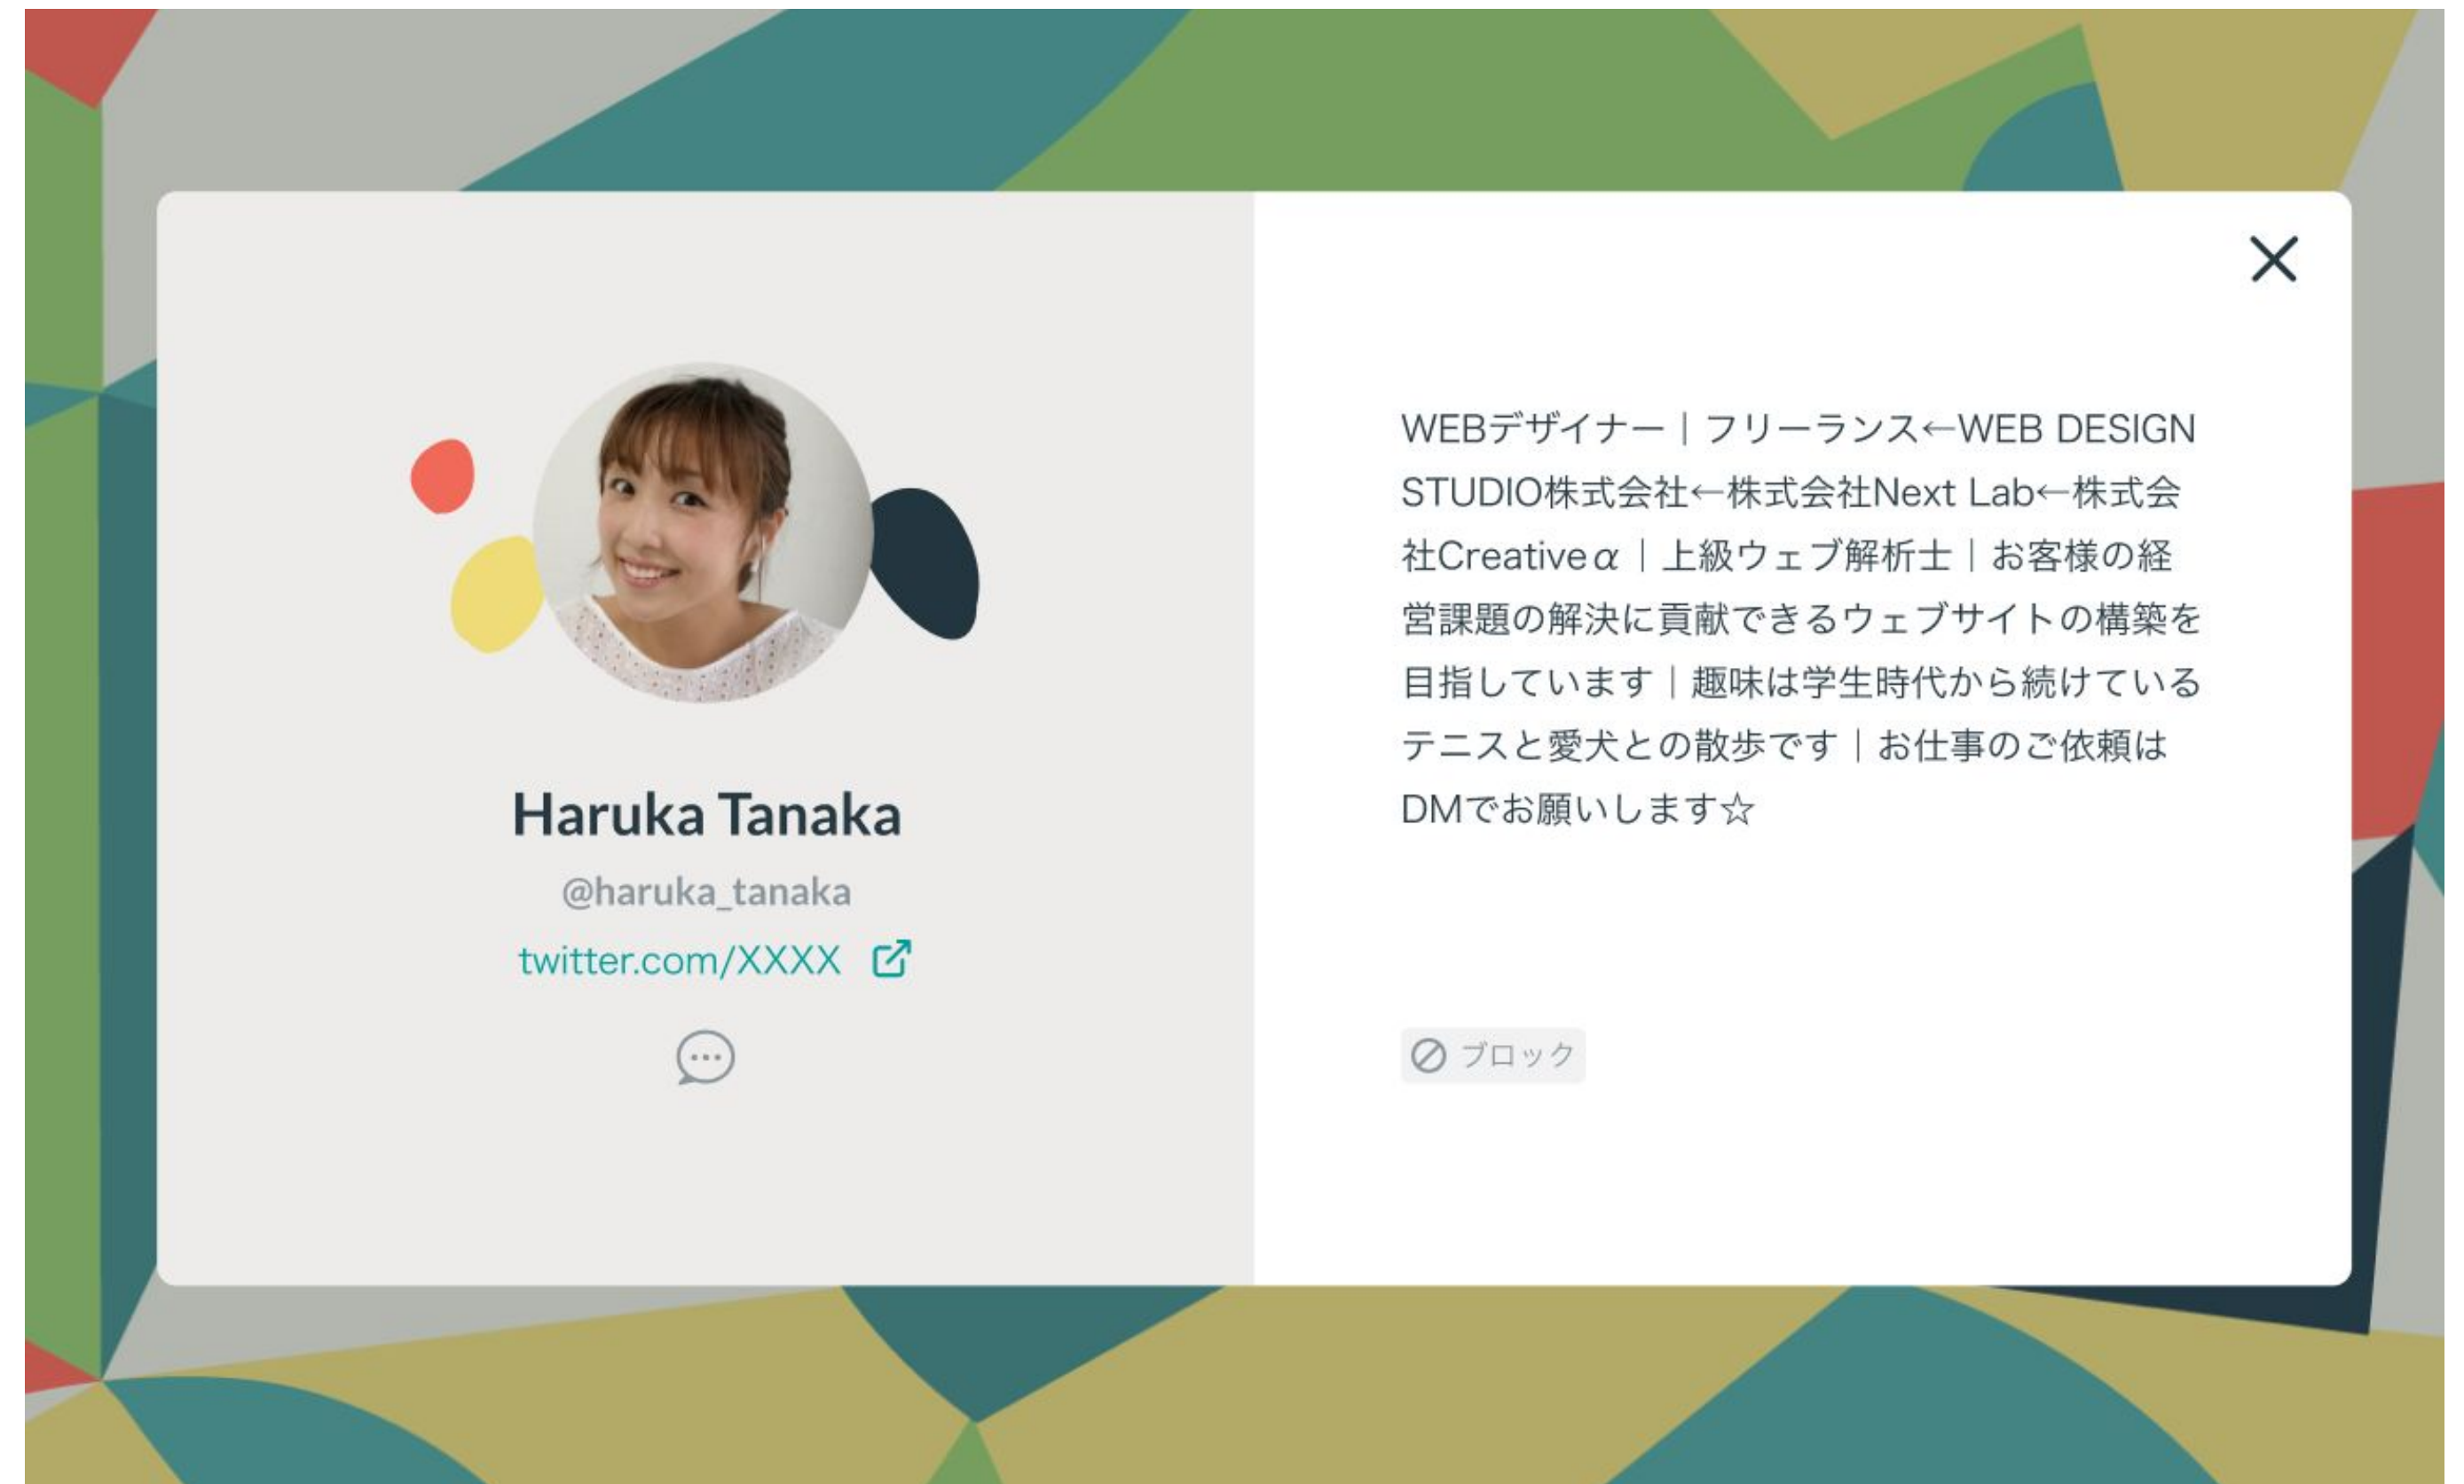 Haruka Tanaka
@haruka_tanaka
twitter.com/XXXX
WEBデザイナー｜フリーランス←WEB DESIGN
STUDIO株式会社←株式会社Next Lab←株式会
社Creativeα｜上級ウェブ解析士｜お客様の経
営課題の解決に貢献できるウェブサイトの構築を
目指しています｜趣味は学生時代から続けている
テニスと愛犬との散歩です｜お仕事のご依頼は
DMでお願いします☆
ブロック